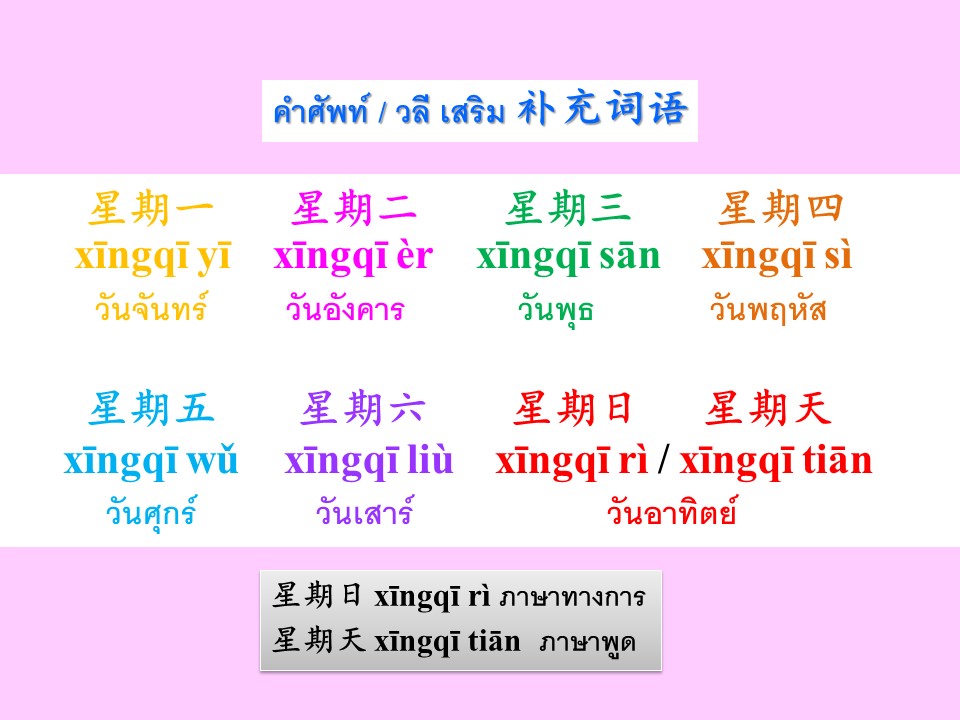 คำศัพท์ / วลี เสริม 补充词语
星期一 星期二 星期三 星期四
xīngqī yī xīngqī èr xīngqī sān xīngqī sì
วันจันทร์ วันอังคาร วันพุธ วันพฤหัส
星期五 星期六 星期日 星期天
xīngqī wǔ xīngqī liù xīngqī rì / xīngqī tiān
วันศุกร์ วันเสาร์ วันอาทิตย์
星期日 xīngqī rì ภาษาทางการ
星期天 xīngqī tiān ภาษาพูด